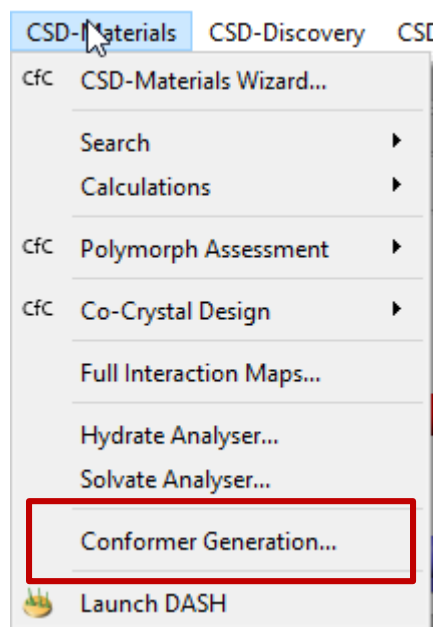 CSD-Materials CSD-Discovery CSD
CfC CSD-Materials Wizard...
Search
Calculations
CfC Polymorph Assessment
CfC Co-Crystal Design
Full Interaction Maps...
Hydrate Analyser...
Solvate Analyser...
Conformer Generation...
Launch DASH